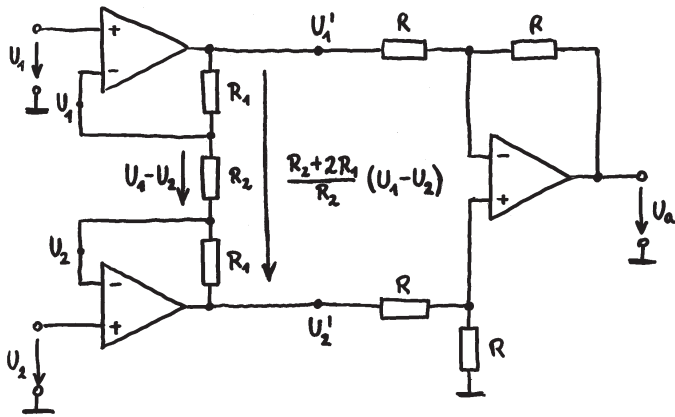 U₁' R R
+
U₁
-
U₁
R₁
U₁-U₂
R₂
(R₂+2R₁)/R₂ (U₁-U₂)
-
+
Uₐ
U₂
R₁
-
+
R
U₂'
R
U₂